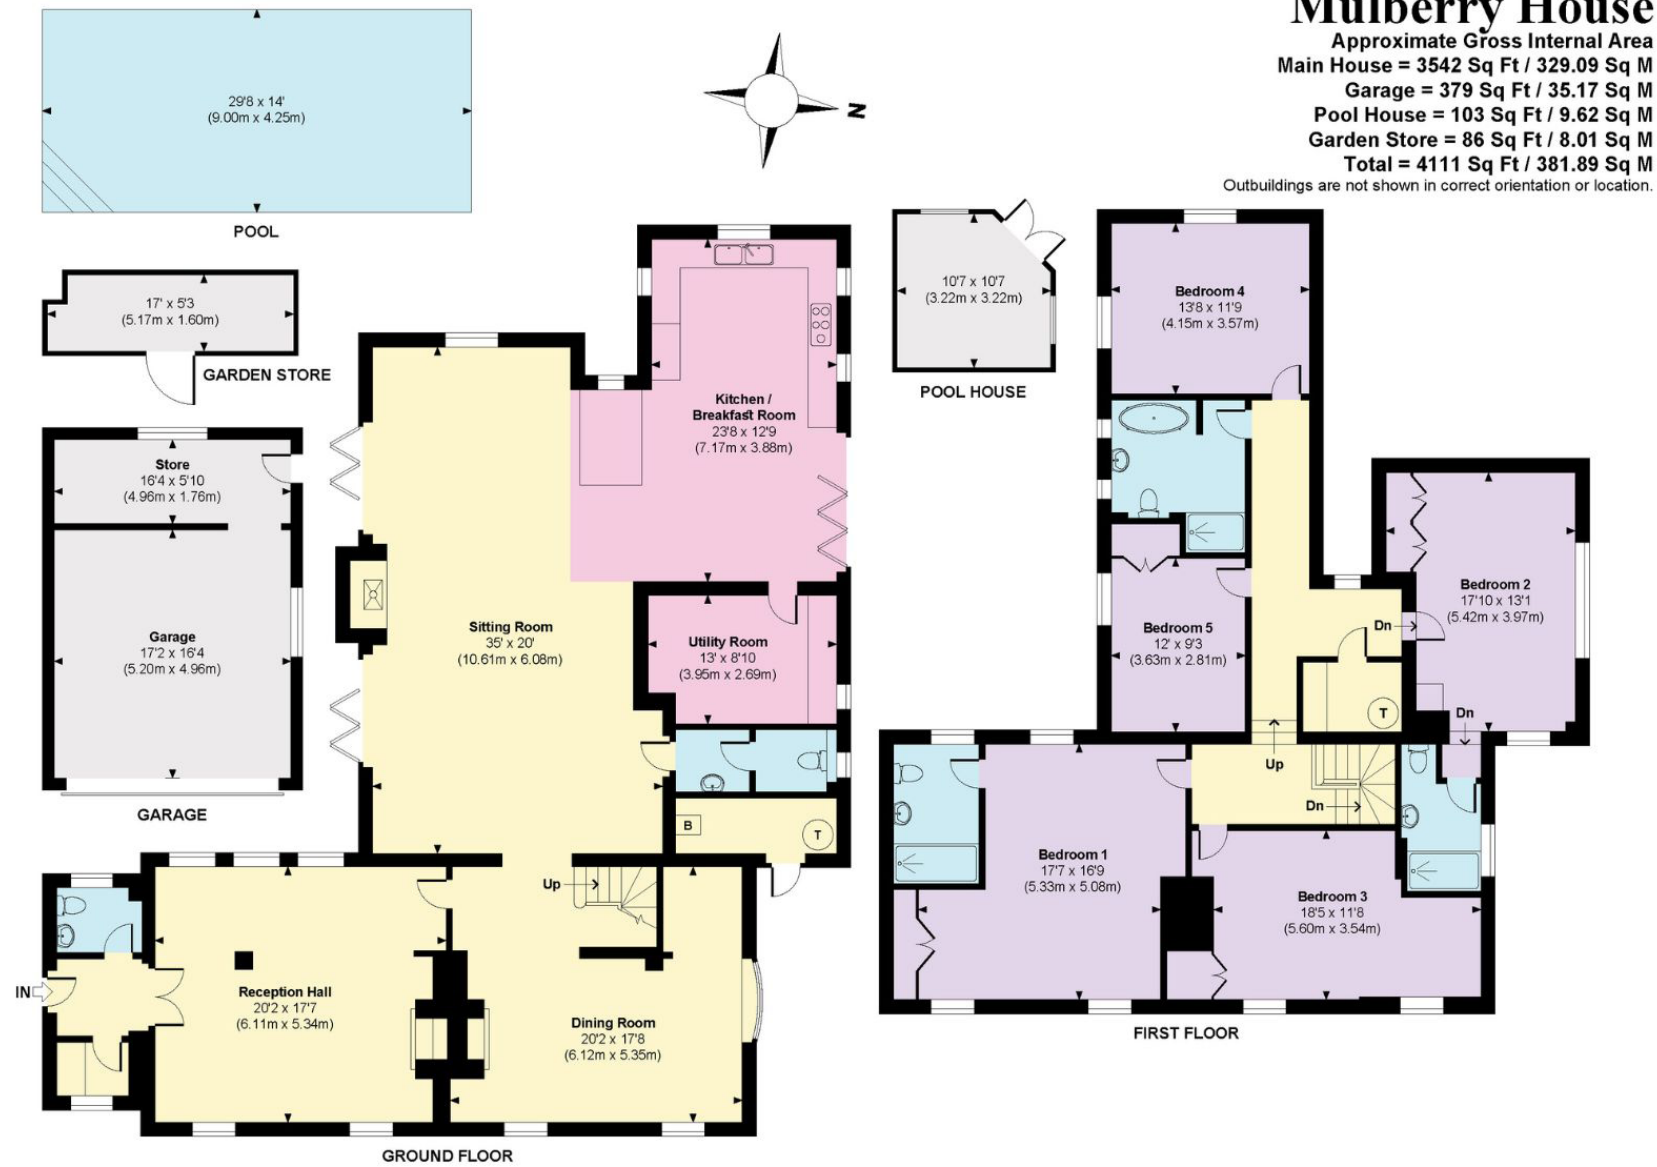 Mulberry House
Approximate Gross Internal Area
Main House = 3542 Sq Ft / 329.09 Sq M
Garage = 379 Sq Ft / 35.17 Sq M
Pool House = 103 Sq Ft / 9.62 Sq M
Garden Store = 86 Sq Ft / 8.01 Sq M
Total = 4111 Sq Ft / 381.89 Sq M
Outbuildings are not shown in correct orientation or location.
N
29'8 x 14'
(9.00m x 4.25m)
POOL
17' x 5'3
(5.17m x 1.60m)
GARDEN STORE
Store
16'4 x 5'10
(4.96m x 1.76m)
Garage
17'2 x 16'4
(5.20m x 4.96m)
GARAGE
Kitchen /
Breakfast Room
23'8 x 12'9
(7.17m x 3.88m)
Sitting Room
35' x 20'
(10.61m x 6.08m)
Utility Room
13' x 8'10
(3.95m x 2.69m)
B
T
Up
IN
Reception Hall
20'2 x 17'7
(6.11m x 5.34m)
Dining Room
20'2 x 17'8
(6.12m x 5.35m)
GROUND FLOOR
10'7 x 10'7
(3.22m x 3.22m)
POOL HOUSE
Bedroom 4
13'8 x 11'9
(4.15m x 3.57m)
Bedroom 2
17'10 x 13'1
(5.42m x 3.97m)
Dn
Bedroom 5
12' x 9'3
(3.63m x 2.81m)
T
Dn
Up
Dn
Bedroom 1
17'7 x 16'9
(5.33m x 5.08m)
Bedroom 3
18'5 x 11'8
(5.60m x 3.54m)
FIRST FLOOR